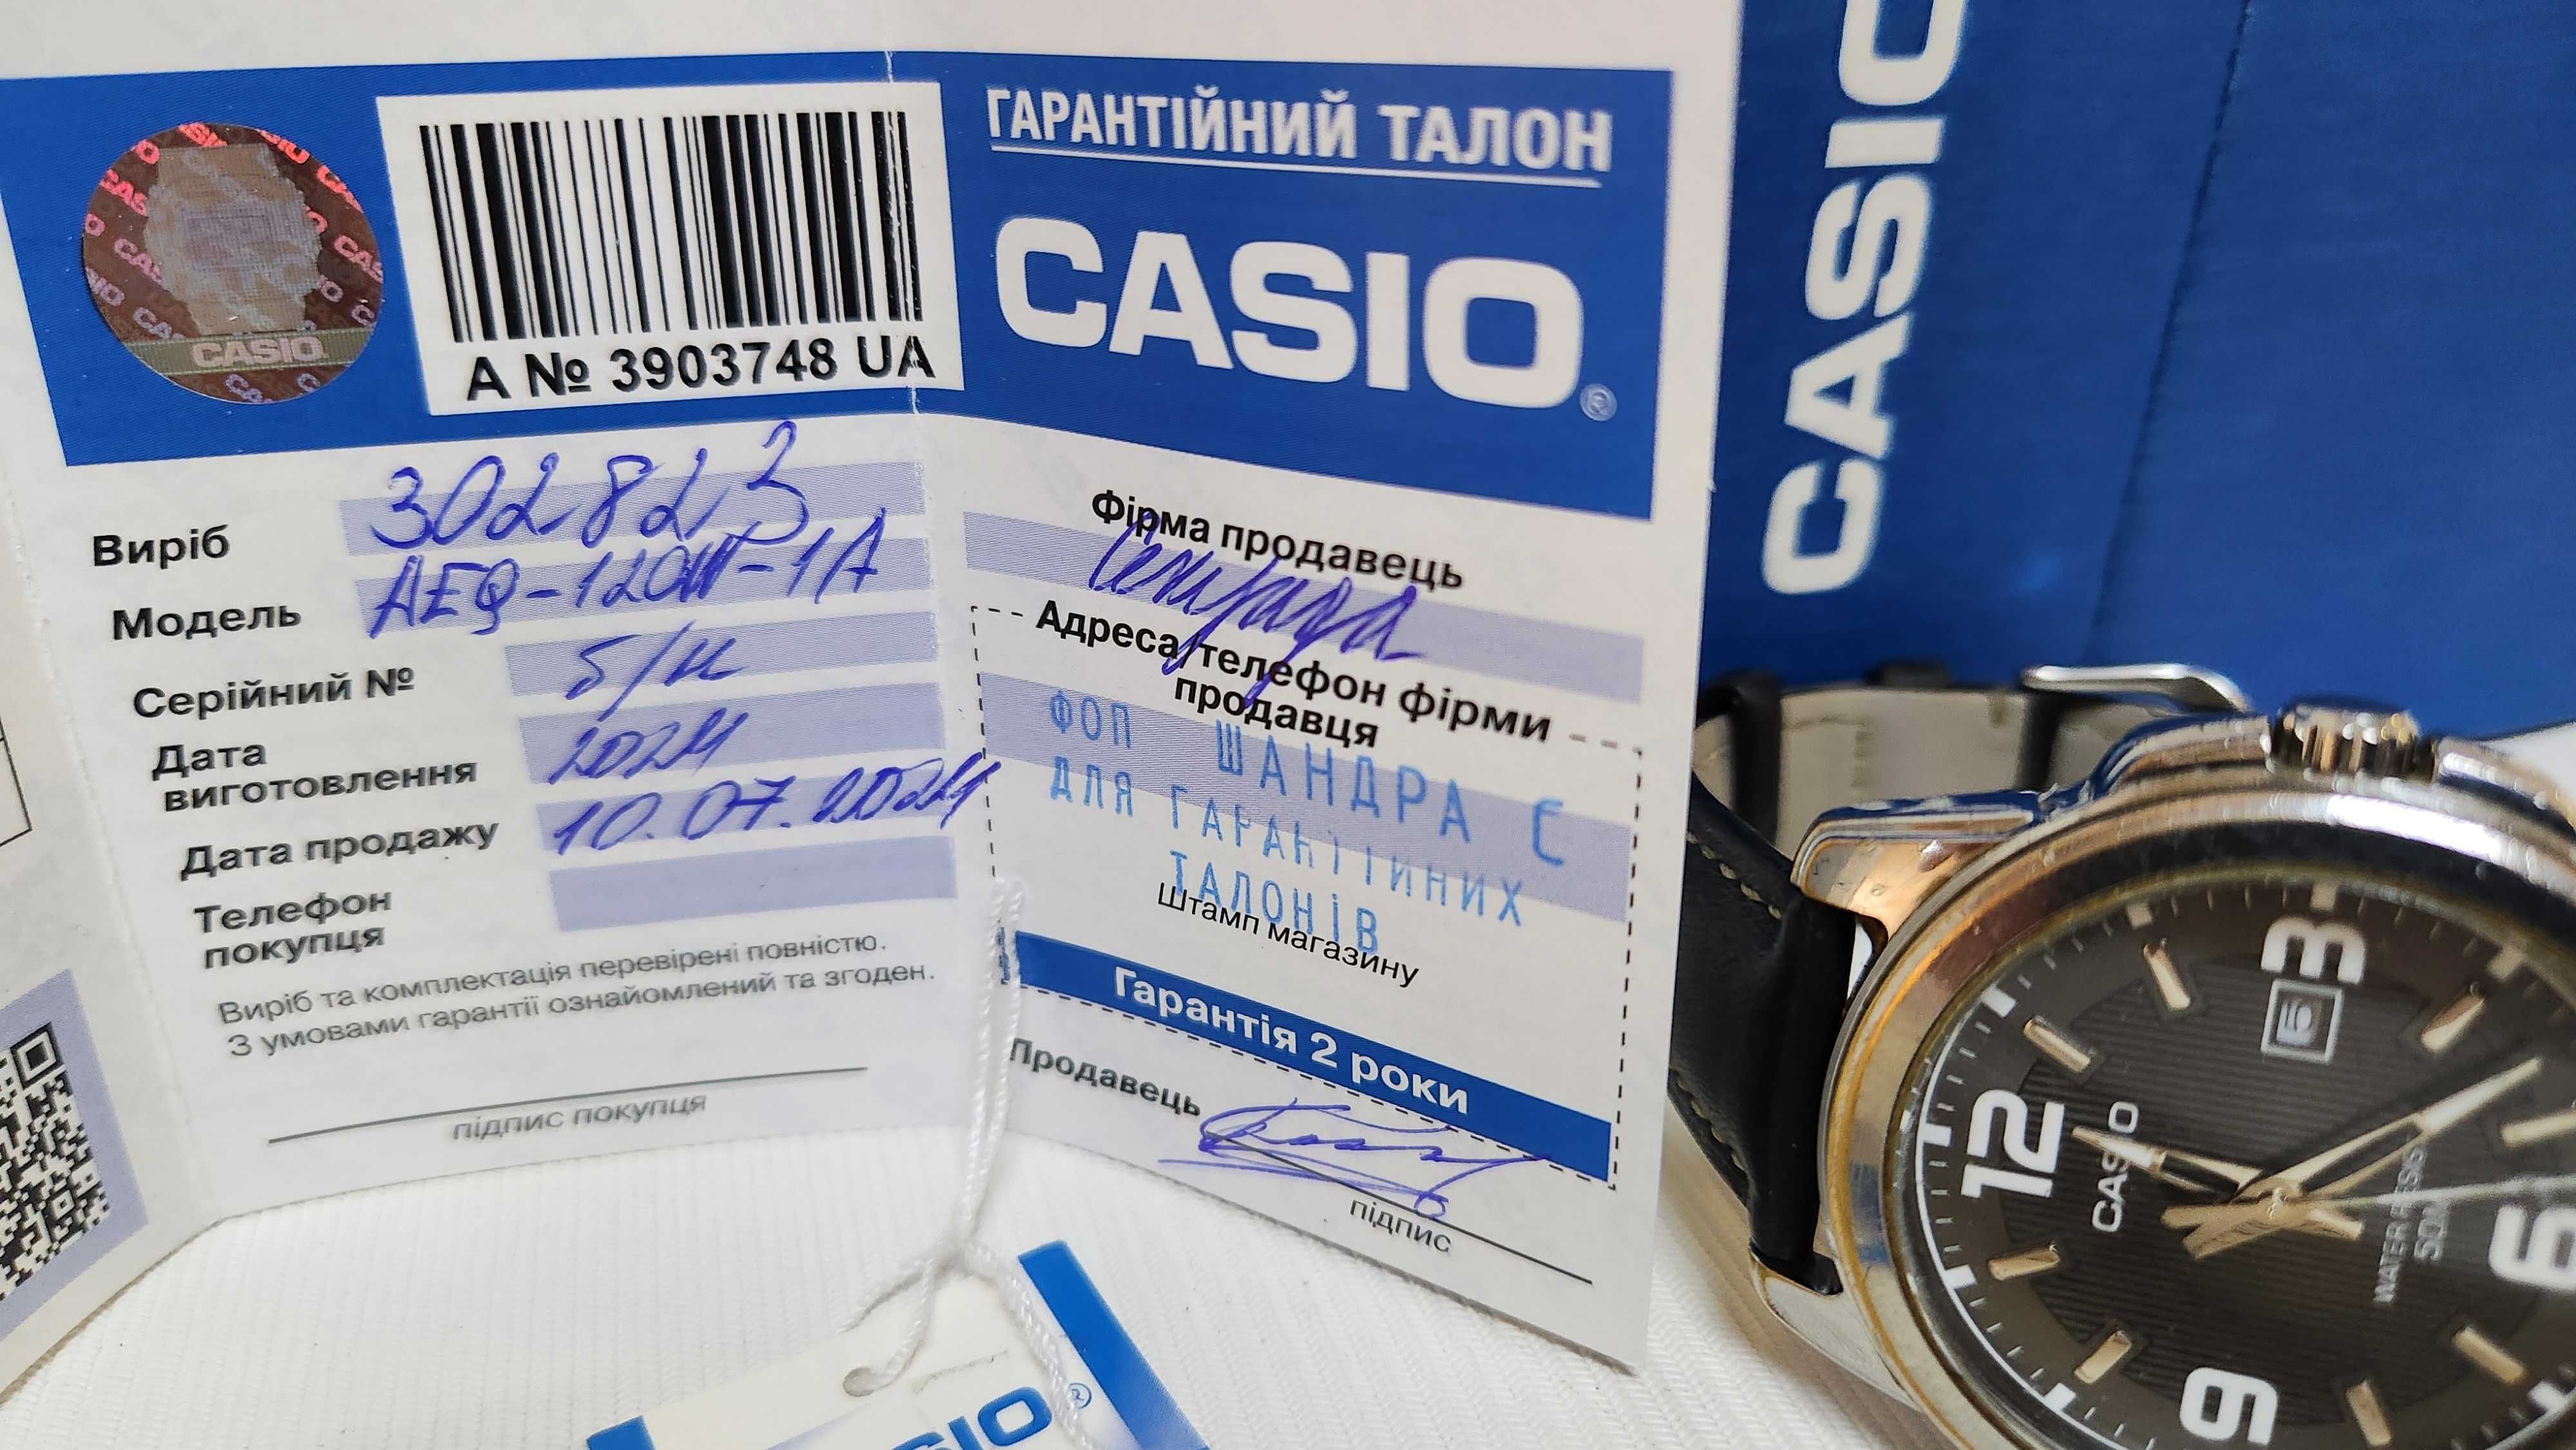 CASIO
A № 3903748 UA
Виріб 302823
Модель AEQ-120W-1A
Серійний № б/н
Дата
виготовлення 2024
Дата продажу 10.07.2024
Телефон
покупця
Виріб та комплектація перевірені повністю.
З умовами гарантії ознайомлений та згоден.
підпис покупця
ГАРАНТІЙНИЙ ТАЛОН
CASIO®
Фірма продавець
Адреса/телефон фірми
продавця
ФОП ШАНДРА Є
ДЛЯ ГАРАНТІЙНИХ
ТАЛОНІВ
Штамп магазину
Гарантія 2 роки
Продавець
підпис
CASIO
12
3
6
9
CASIO
WATER RESIST
50M